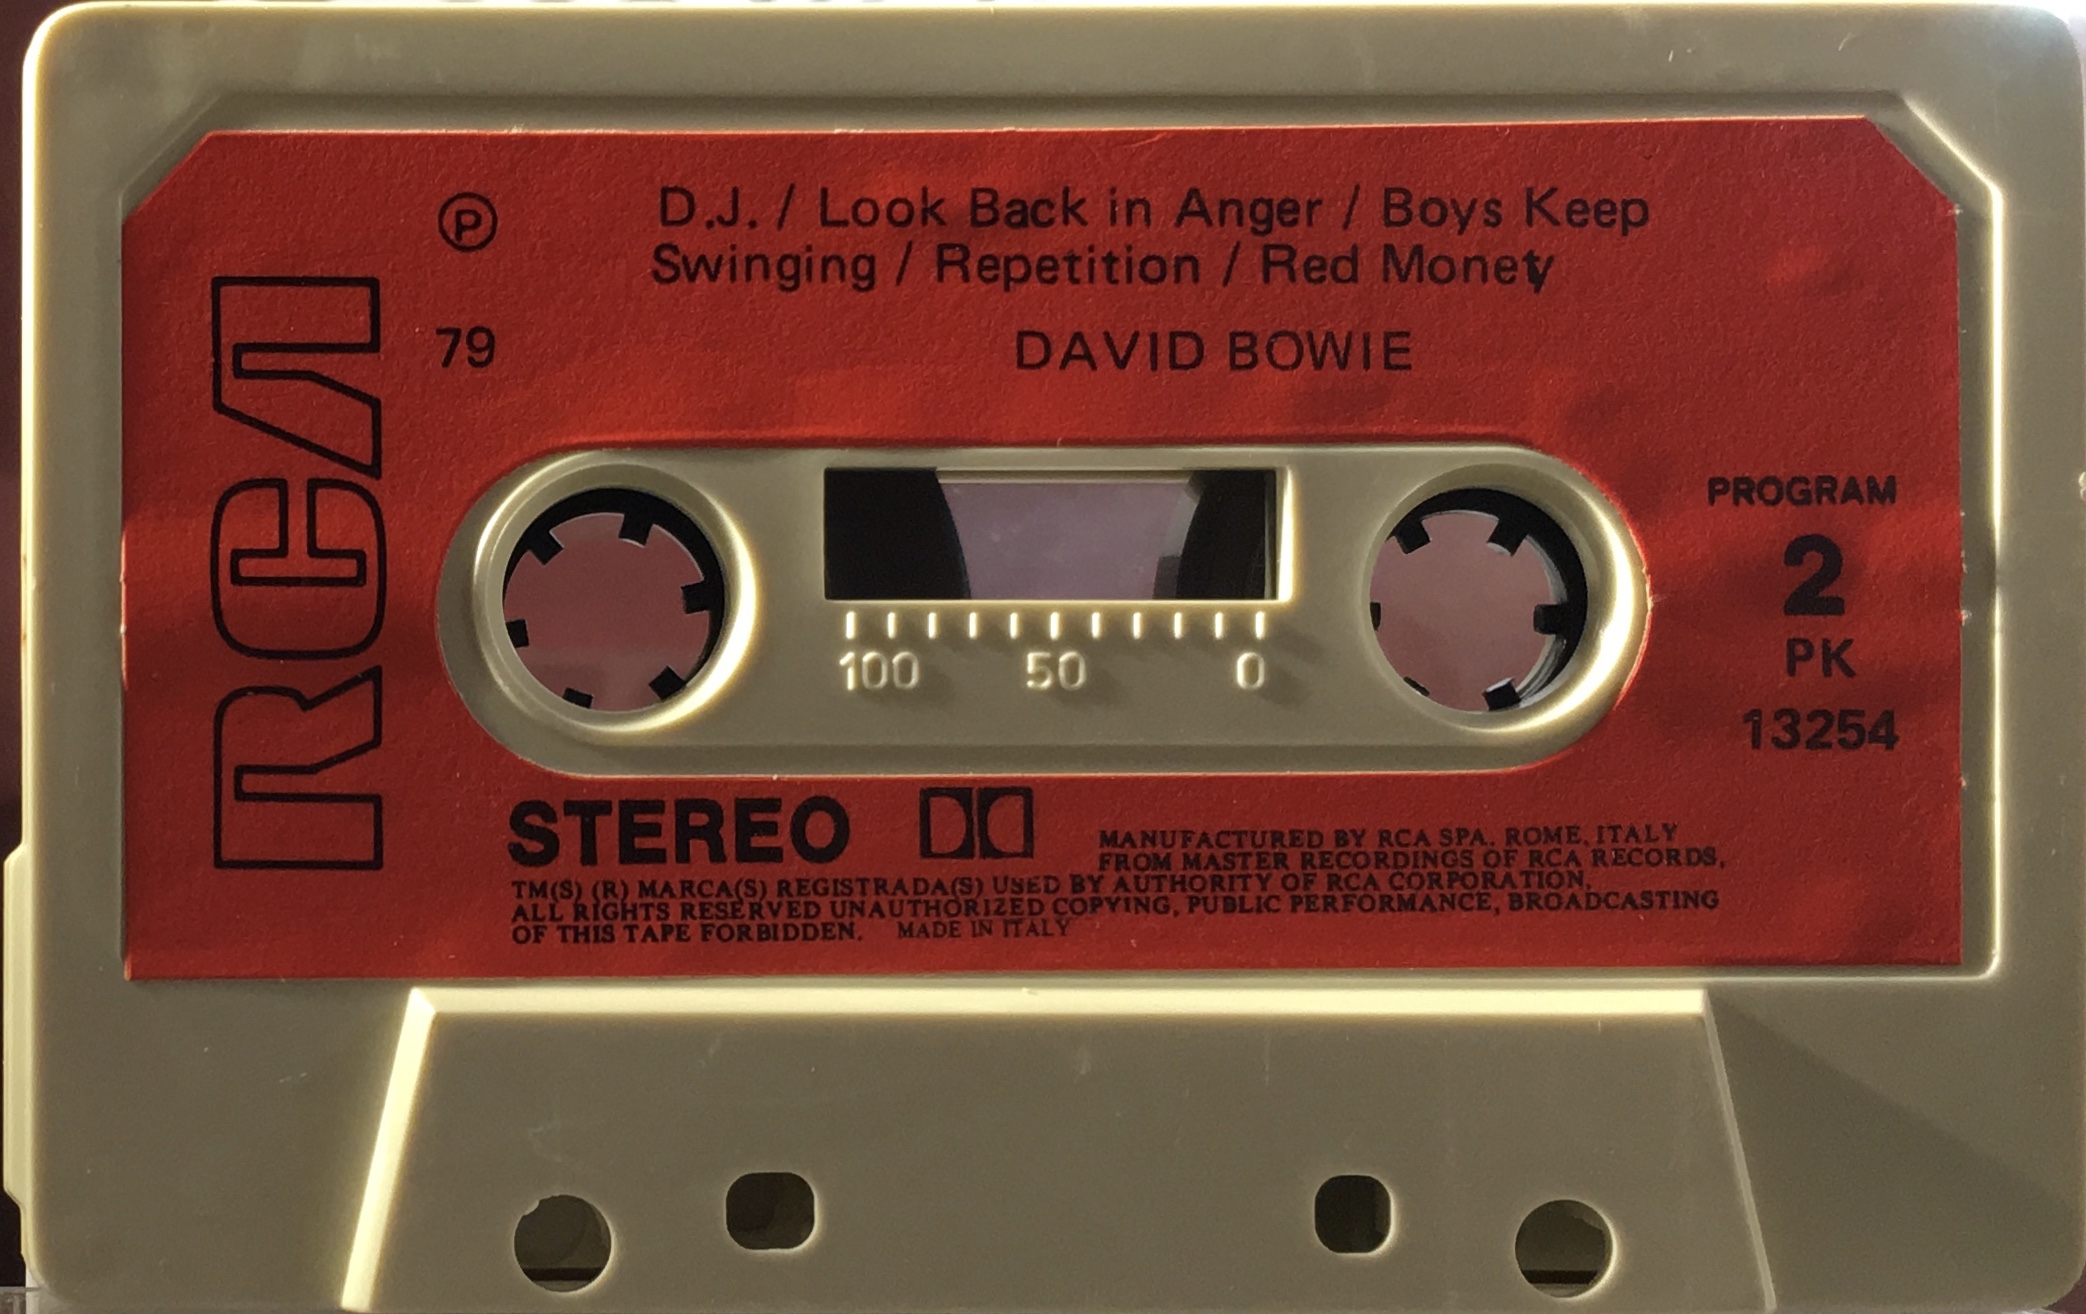 RCA
Ⓟ
79
D.J. / Look Back in Anger / Boys Keep
Swinging / Repetition / Red Money
DAVID BOWIE
PROGRAM
2
PK
13254
100 50 0
STEREO
MANUFACTURED BY RCA SPA. ROME, ITALY
FROM MASTER RECORDINGS OF RCA RECORDS,
TM(S) (R) MARCA(S) REGISTRADA(S) USED BY AUTHORITY OF RCA CORPORATION,
ALL RIGHTS RESERVED UNAUTHORIZED COPYING, PUBLIC PERFORMANCE, BROADCASTING
OF THIS TAPE FORBIDDEN. MADE IN ITALY